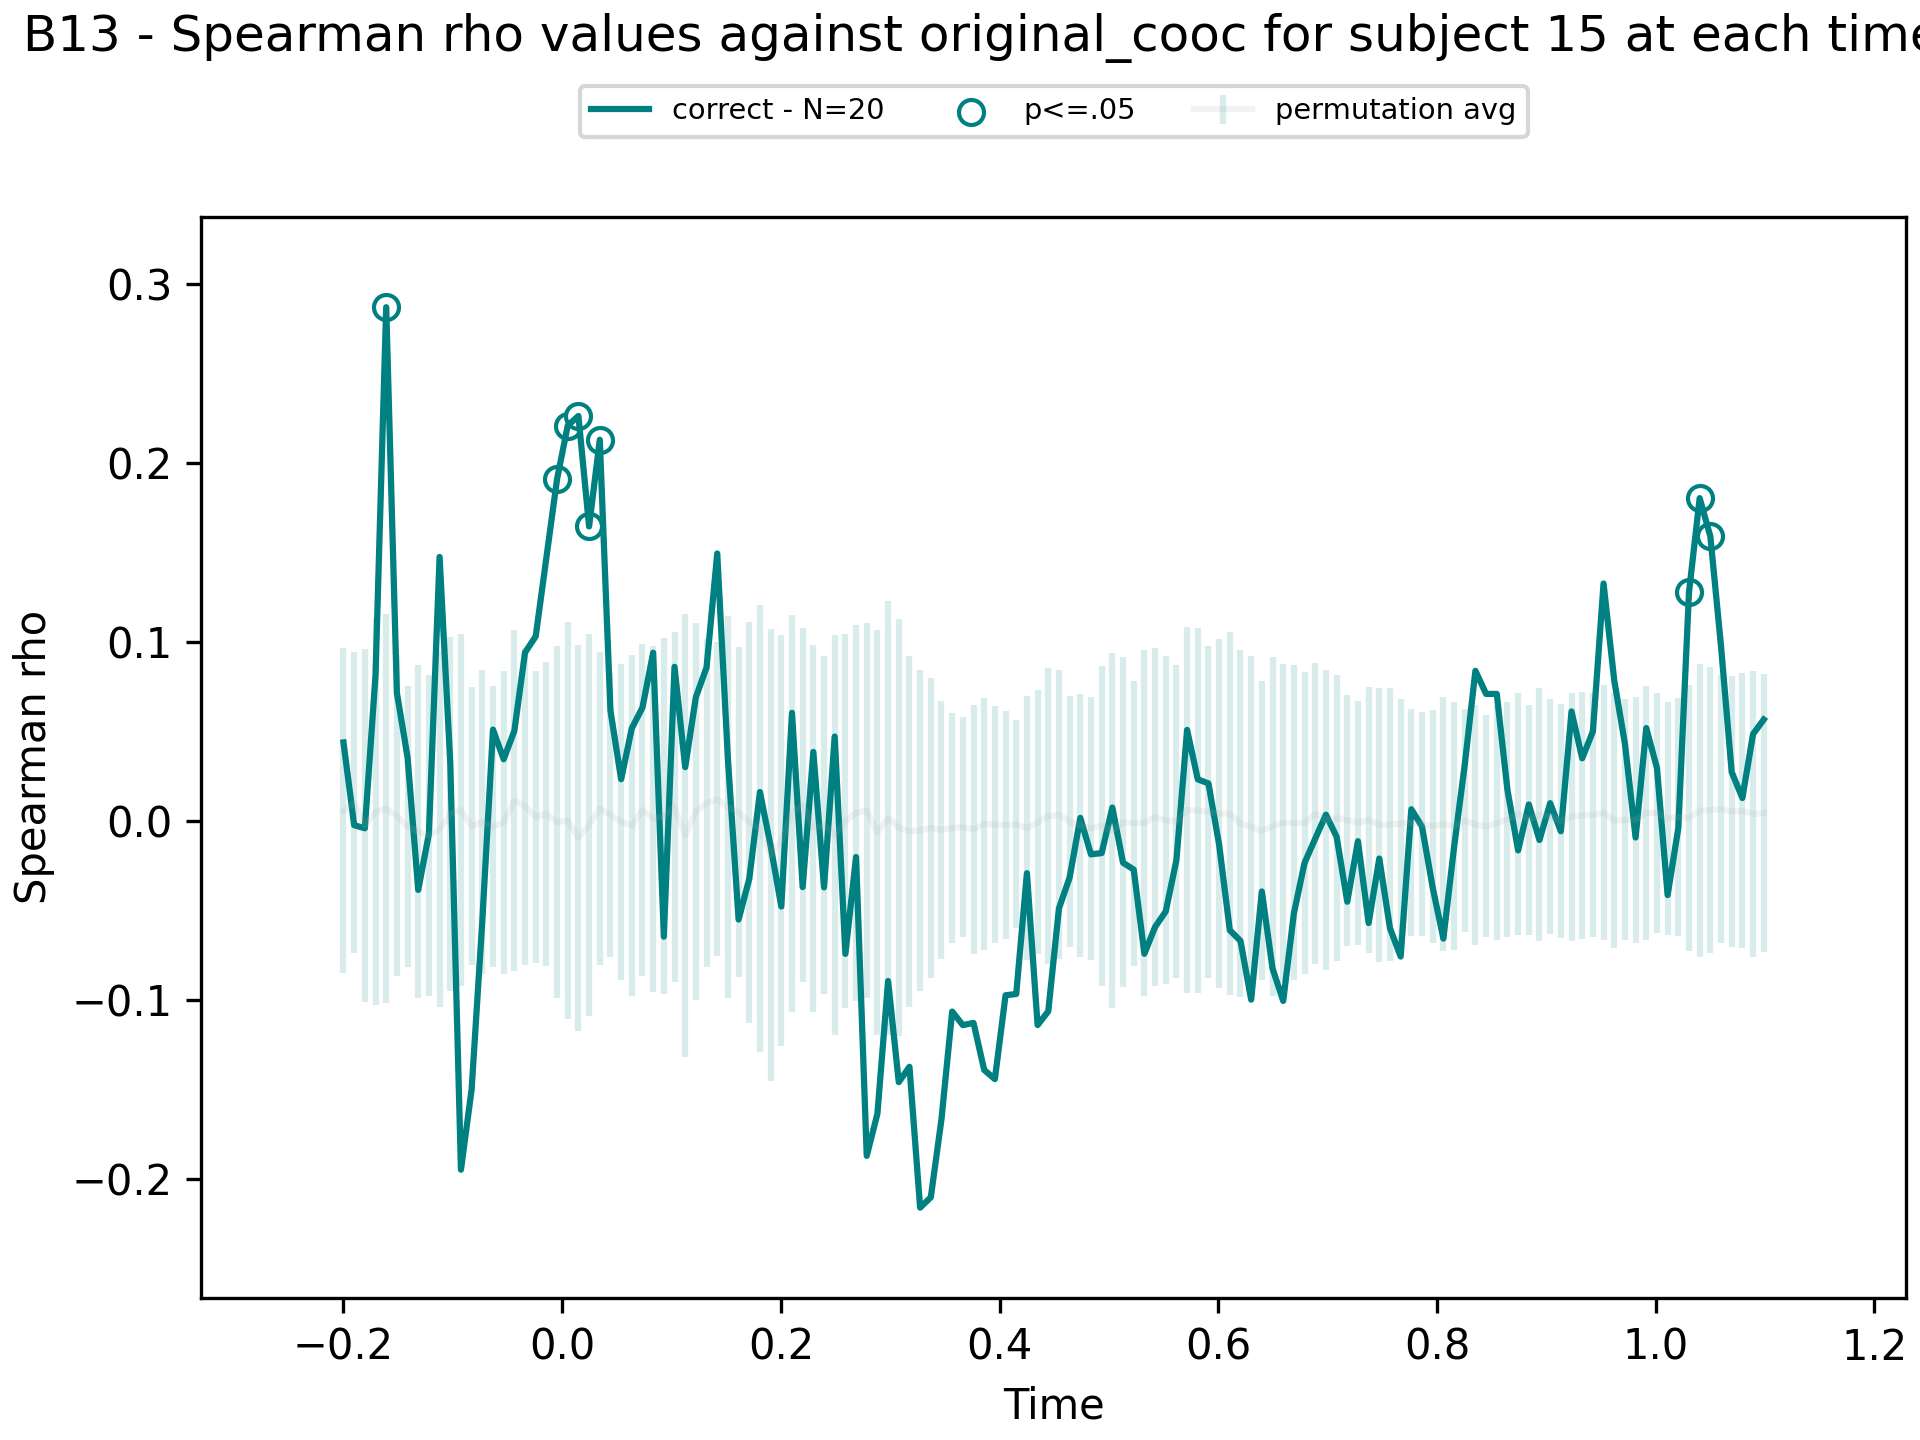 B13 - Spearman rho values against original_cooc for subject 15 at each time
correct - N=20 p<=.05 permutation avg
0.3
0.2
0.1
0.0
−0.1
−0.2
Spearman rho
−0.2 0.0 0.2 0.4 0.6 0.8 1.0 1.2
Time